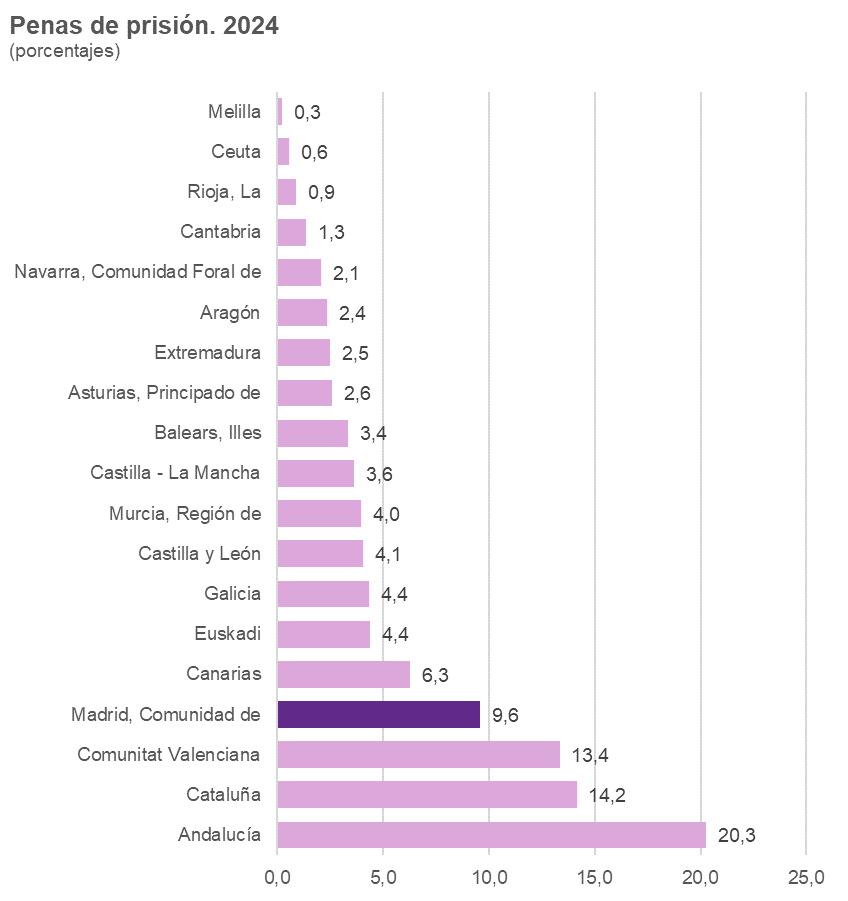 Penas de prisión. 2024
(porcentajes)
Melilla 0,3
Ceuta 0,6
Rioja, La 0,9
Cantabria 1,3
Navarra, Comunidad Foral de 2,1
Aragón 2,4
Extremadura 2,5
Asturias, Principado de 2,6
Balears, Illes 3,4
Castilla - La Mancha 3,6
Murcia, Región de 4,0
Castilla y León 4,1
Galicia 4,4
Euskadi 4,4
Canarias 6,3
Madrid, Comunidad de 9,6
Comunitat Valenciana 13,4
Cataluña 14,2
Andalucía 20,3
0,0 5,0 10,0 15,0 20,0 25,0